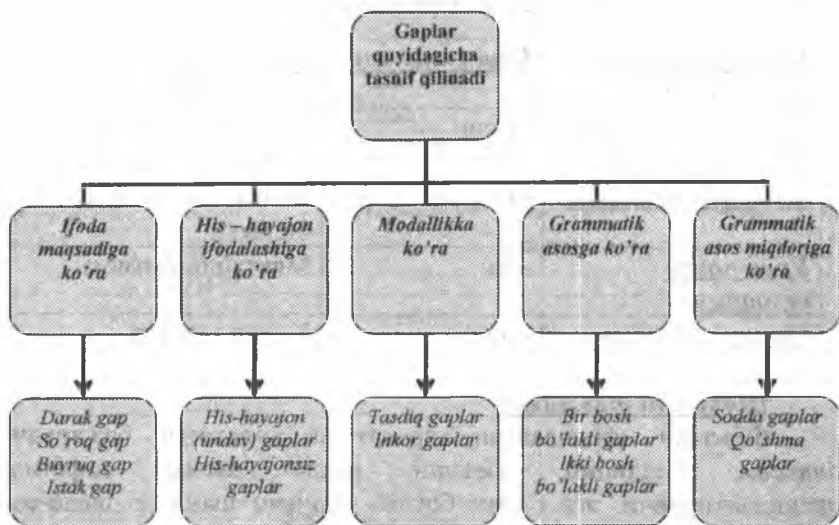 Gaplar
quyidagicha
tasnif qilinadi
Ifoda
maqsadiga
ko'ra
His – hayajon
ifodalashiga
ko'ra
Modallikka
ko'ra
Grammatik
asosga ko'ra
Grammatik
asos miqdoriga
ko'ra
Darak gap
So'roq gap
Buyruq gap
Istak gap
His-hayajon
(undov) gaplar
His-hayajonsiz
gaplar
Tasdiq gaplar
Inkor gaplar
Bir bosh
bo'lakli gaplar
Ikki bosh
bo'lakli gaplar
Sodda gaplar
Qo'shma
gaplar